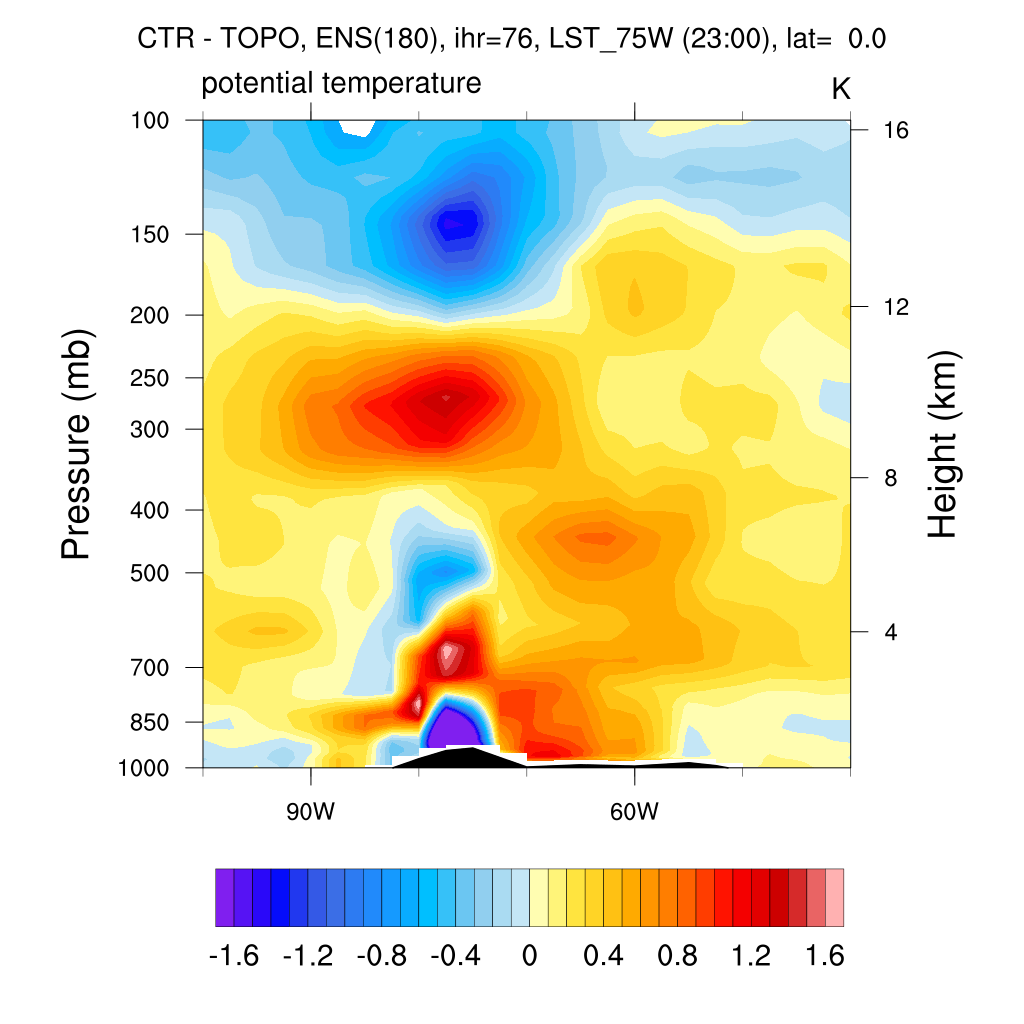 CTR - TOPO, ENS(180), ihr=76, LST_75W (23:00), lat=  0.0
potential temperature K
100
150
200
250
300
400
500
700
850
1000
Pressure (mb)
16
12
8
4
Height (km)
90W 60W
-1.6 -1.2 -0.8 -0.4 0 0.4 0.8 1.2 1.6